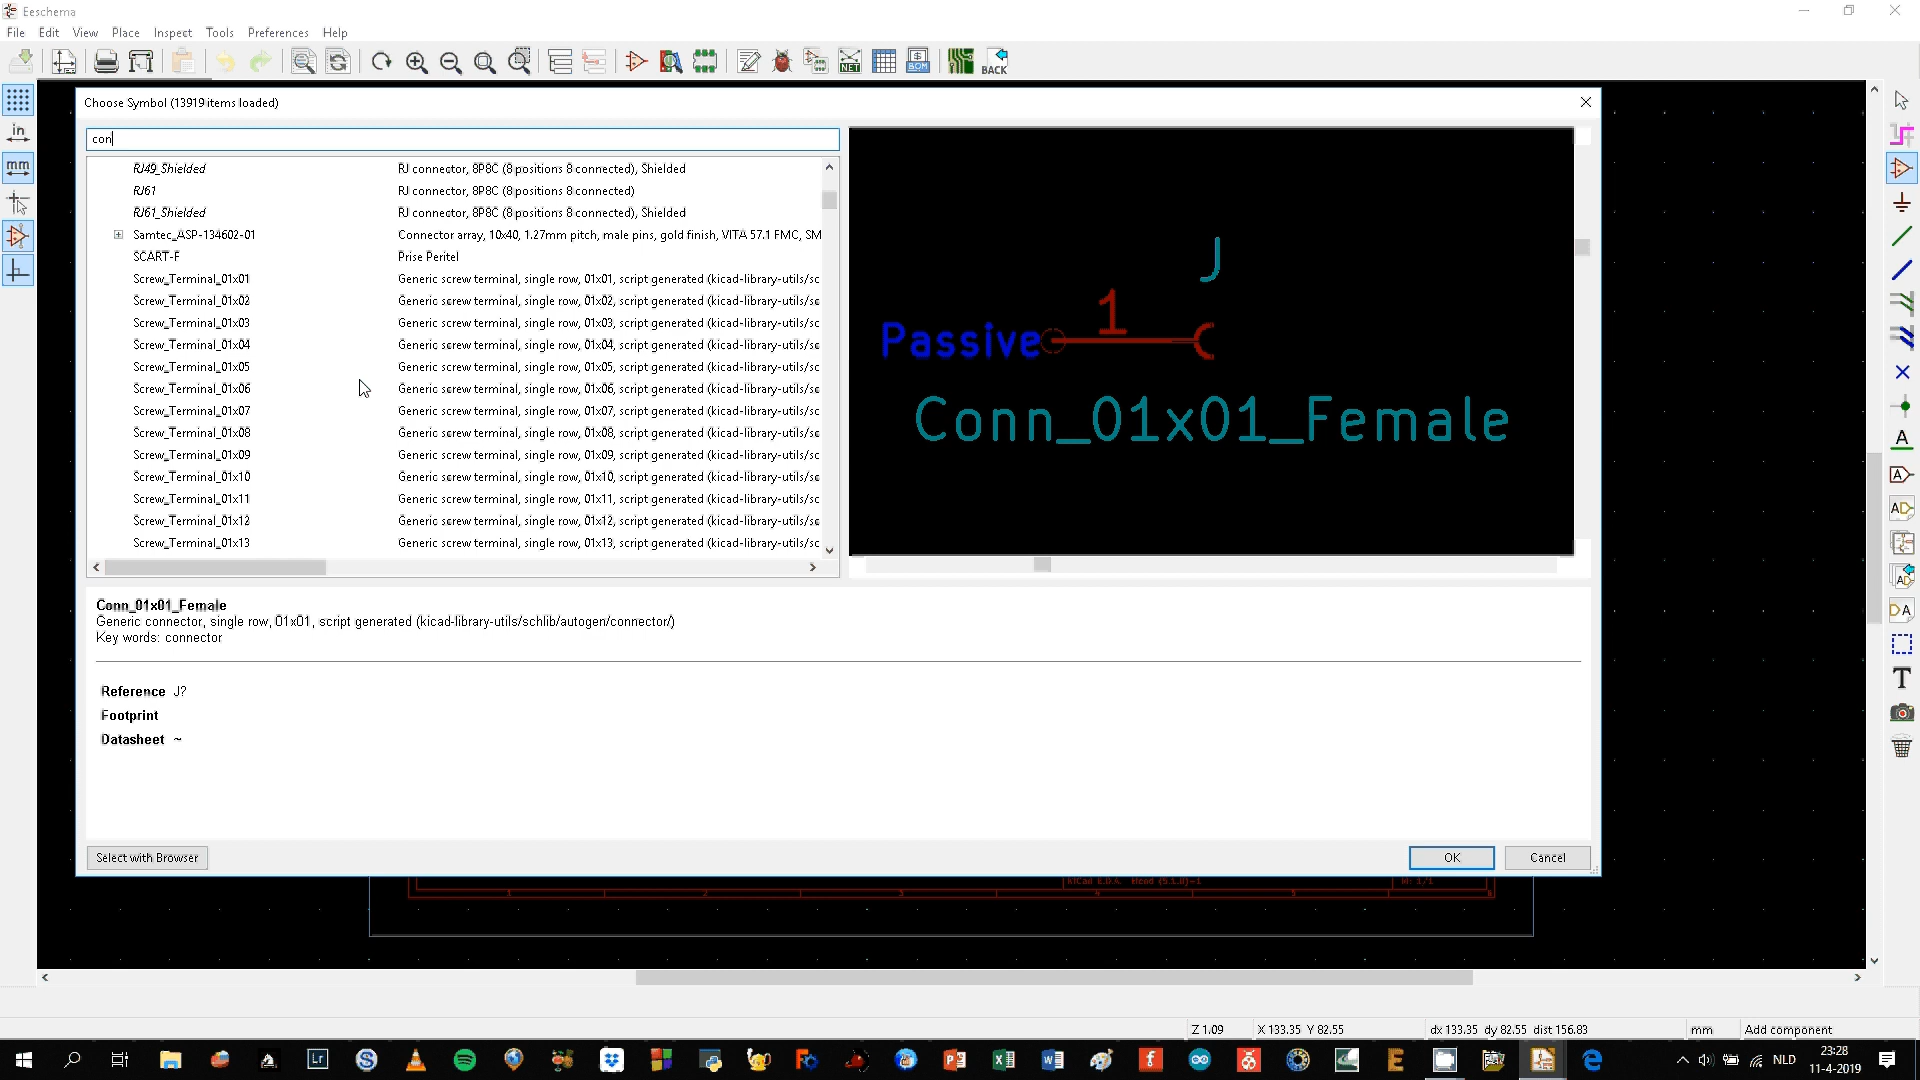 Eeschema
File Edit View Place Inspect Tools Preferences Help
NET
BOM
BACK
in
mm
Choose Symbol (13919 items loaded)
con
RJ49_Shielded RJ connector, 8P8C (8 positions 8 connected), Shielded
RJ61 RJ connector, 8P8C (8 positions 8 connected)
RJ61_Shielded RJ connector, 8P8C (8 positions 8 connected), Shielded
Samtec_ASP-134602-01 Connector array, 10x40, 1.27mm pitch, male pins, gold finish, VITA 57.1 FMC, SM
SCART-F Prise Peritel
Screw_Terminal_01x01 Generic screw terminal, single row, 01x01, script generated (kicad-library-utils/sc
Screw_Terminal_01x02 Generic screw terminal, single row, 01x02, script generated (kicad-library-utils/sc
Screw_Terminal_01x03 Generic screw terminal, single row, 01x03, script generated (kicad-library-utils/sc
Screw_Terminal_01x04 Generic screw terminal, single row, 01x04, script generated (kicad-library-utils/sc
Screw_Terminal_01x05 Generic screw terminal, single row, 01x05, script generated (kicad-library-utils/sc
Screw_Terminal_01x06 Generic screw terminal, single row, 01x06, script generated (kicad-library-utils/sc
Screw_Terminal_01x07 Generic screw terminal, single row, 01x07, script generated (kicad-library-utils/sc
Screw_Terminal_01x08 Generic screw terminal, single row, 01x08, script generated (kicad-library-utils/sc
Screw_Terminal_01x09 Generic screw terminal, single row, 01x09, script generated (kicad-library-utils/sc
Screw_Terminal_01x10 Generic screw terminal, single row, 01x10, script generated (kicad-library-utils/sc
Screw_Terminal_01x11 Generic screw terminal, single row, 01x11, script generated (kicad-library-utils/sc
Screw_Terminal_01x12 Generic screw terminal, single row, 01x12, script generated (kicad-library-utils/sc
Screw_Terminal_01x13 Generic screw terminal, single row, 01x13, script generated (kicad-library-utils/sc
J
1
Passive
Conn_01x01_Female
Conn_01x01_Female
Generic connector, single row, 01x01, script generated (kicad-library-utils/schlib/autogen/connector/)
Key words: connector
Reference J?
Footprint
Datasheet ~
Select with Browser OK Cancel
1 2 4 5
Z 1.09 X 133.35 Y 82.55 dx 133.35 dy 82.55 dist 156.83 mm Add component
Lr
NLD
23:28
11-4-2019